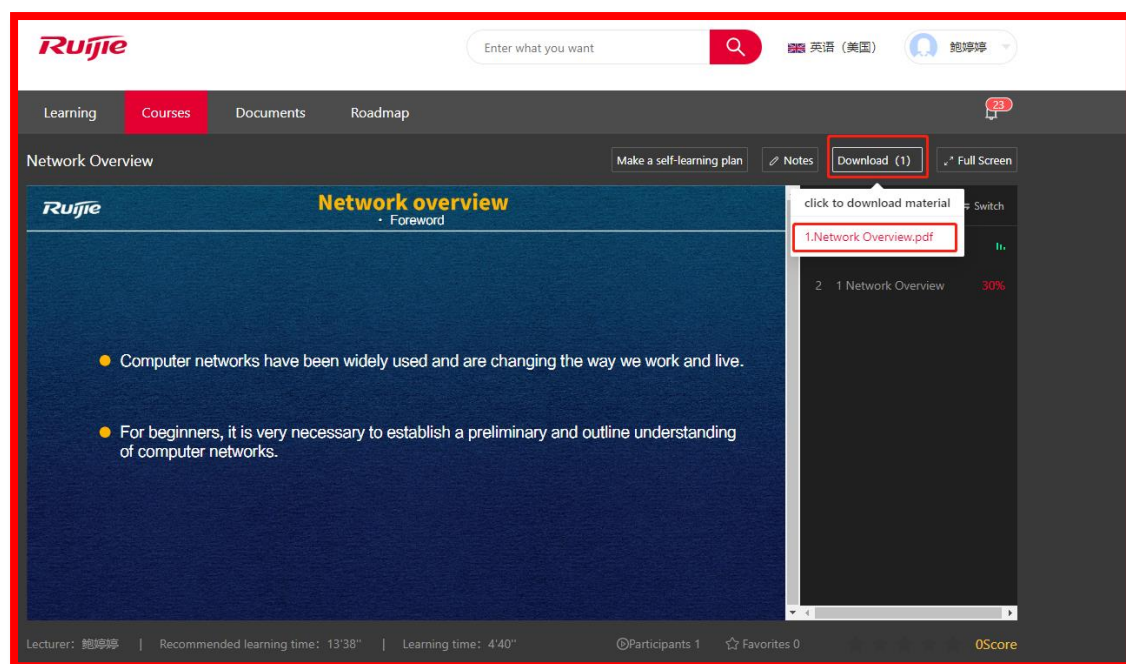 Ruijie
Enter what you want
英语（美国）
鲍婷婷
Learning Courses Documents Roadmap
23
Network Overview
Make a self-learning plan
Notes
Download (1)
Full Screen
Ruijie
Network overview
· Foreword
click to download material
Switch
1.Network Overview.pdf
2 1 Network Overview 30%
Computer networks have been widely used and are changing the way we work and live.
For beginners, it is very necessary to establish a preliminary and outline understanding
of computer networks.
Lecturer: 鲍婷婷 | Recommended learning time: 13'38" | Learning time: 4'40"
Participants 1
Favorites 0
0Score